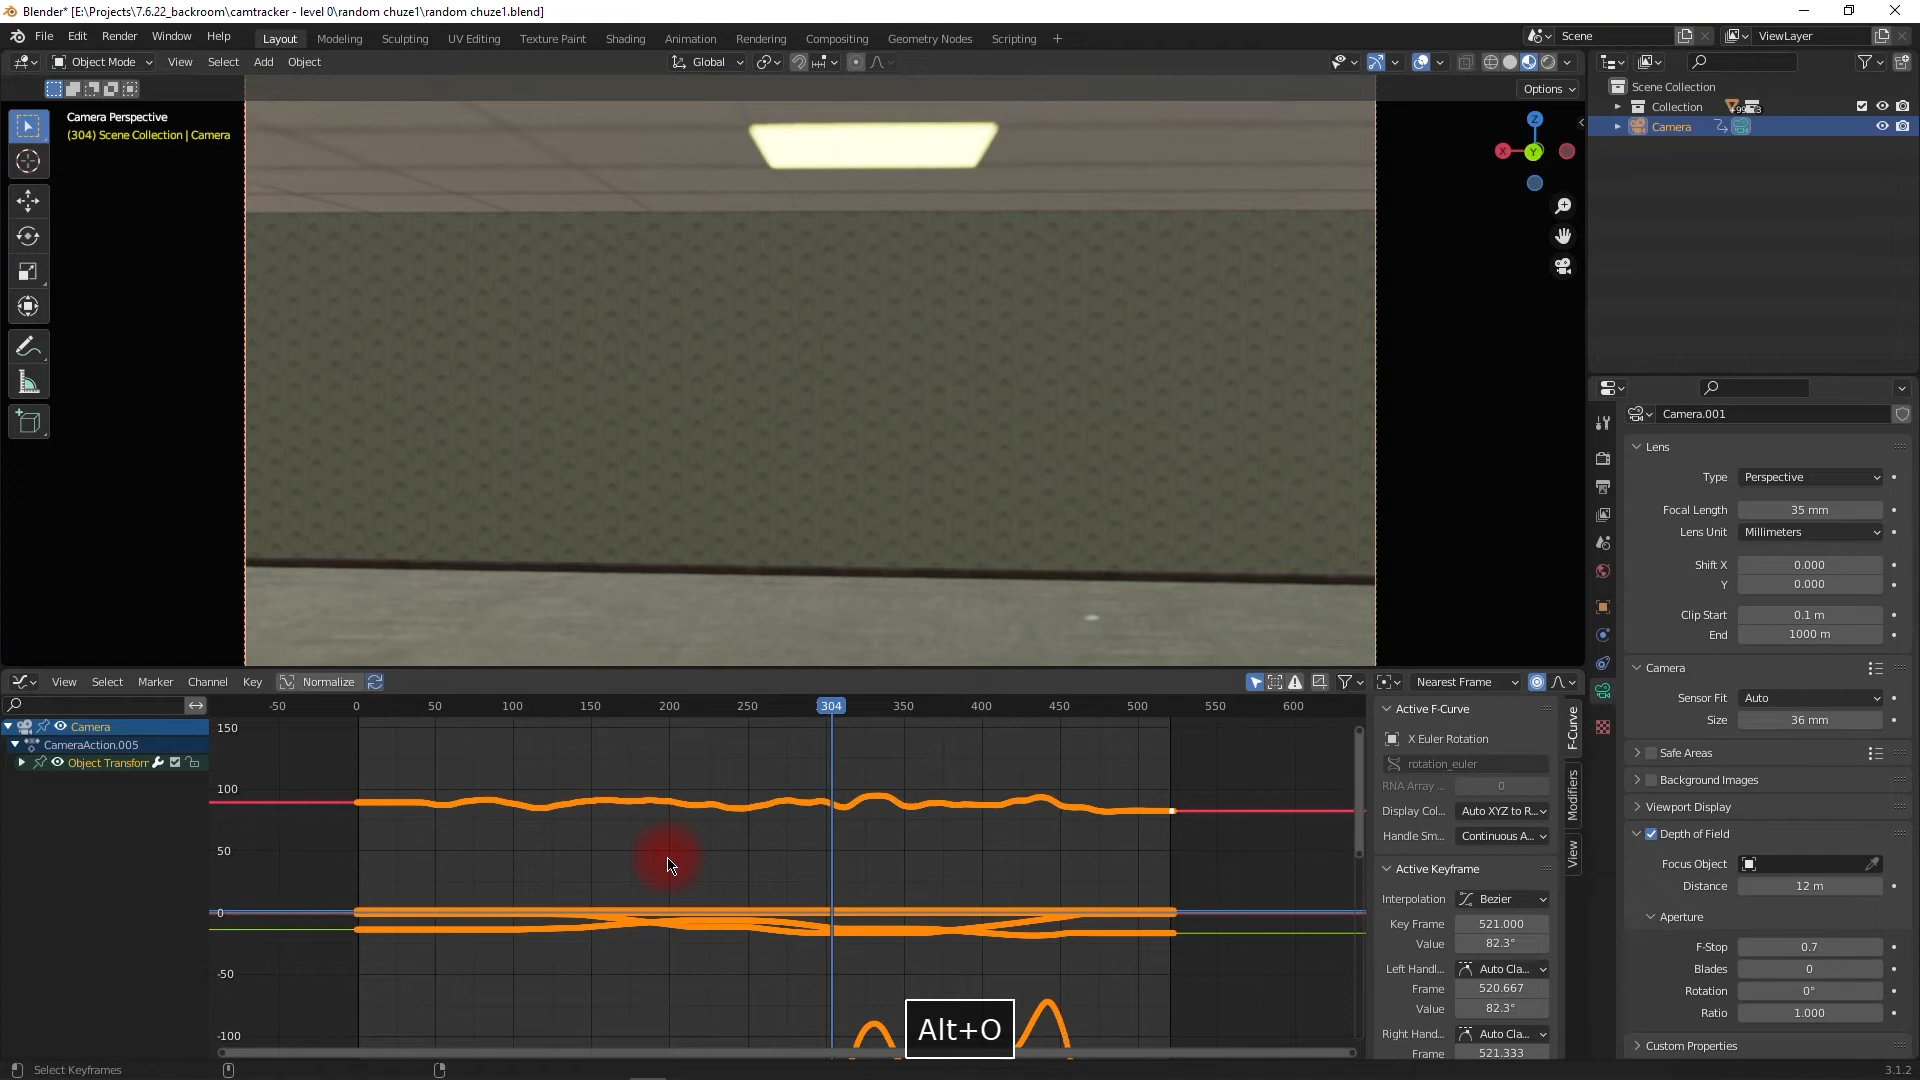 Blender* [E:\Projects\7.6.22_backroom\camtracker - level 0\random chuze1\random chuze1.blend]
File Edit Render Window Help
Layout Modeling Sculpting UV Editing Texture Paint Shading Animation Rendering Compositing Geometry Nodes Scripting +
Scene ViewLayer
Object Mode View Select Add Object
Global
Options
Camera Perspective
(304) Scene Collection | Camera
Z
X
Y
Scene Collection
Collection
Camera
Camera.001
Lens
Type Perspective
Focal Length 35 mm
Lens Unit Millimeters
Shift X 0.000
Y 0.000
Clip Start 0.1 m
End 1000 m
Camera
Sensor Fit Auto
Size 36 mm
Safe Areas
Background Images
Viewport Display
Depth of Field
Focus Object
Distance 12 m
Aperture
F-Stop 0.7
Blades 0
Rotation 0°
Ratio 1.000
Custom Properties
View Select Marker Channel Key Normalize
Nearest Frame
-50 0 50 100 150 200 250 304 350 400 450 500 550 600
Camera
CameraAction.005
Object Transfor
150
100
50
0
-50
-100
Active F-Curve
X Euler Rotation
rotation_euler
RNA Array ... 0
Display Col... Auto XYZ to R...
Handle Sm... Continuous A...
Active Keyframe
Interpolation Bezier
Key Frame 521.000
Value 82.3°
Left Handl... Auto Cla...
Frame 520.667
Value 82.3°
Right Hand... Auto Cla...
Frame 521.333
F-Curve
Modifiers
View
Alt+O
Select Keyframes
3.1.2